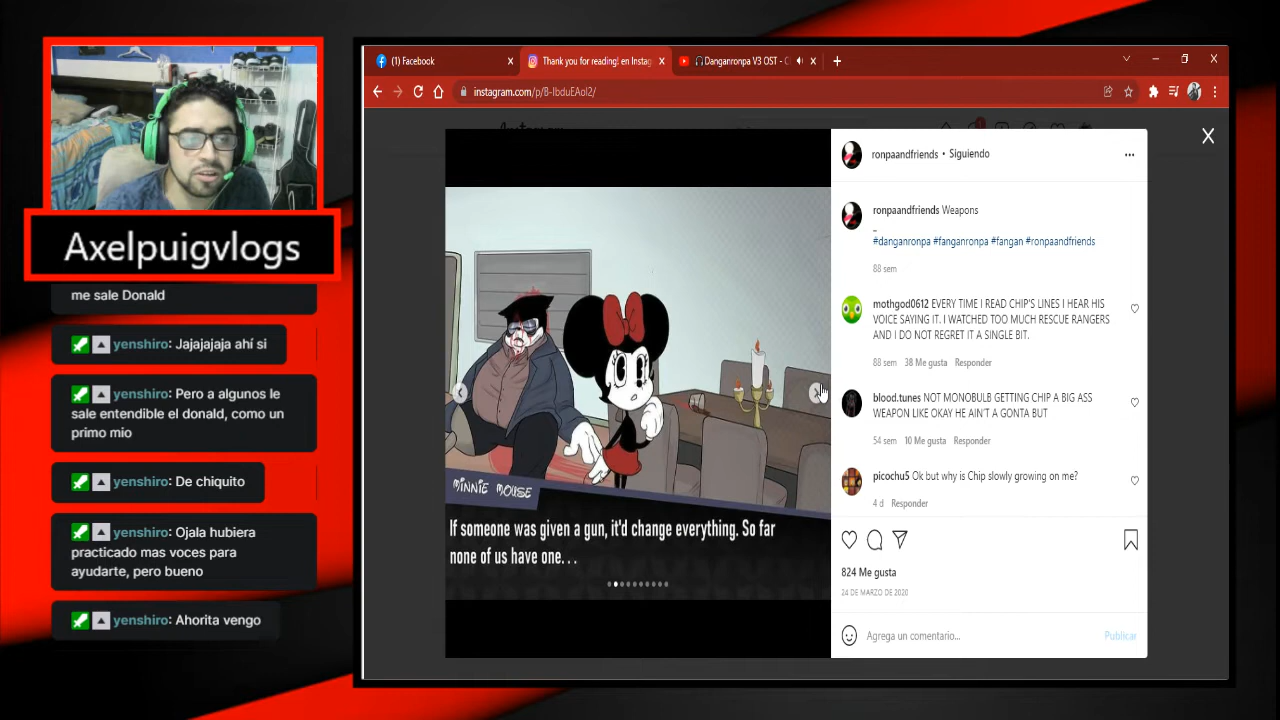 Axelpuigvlogs
me sale Donald
yenshiro: Jajajajaja ahí si
yenshiro: Pero a algunos le
sale entendible el donald, como un
primo mio
yenshiro: De chiquito
yenshiro: Ojala hubiera
practicado mas voces para
ayudarte, pero bueno
yenshiro: Ahorita vengo
(1) Facebook
Thank you for reading! en Instag
Danganronpa V3 OST - C
instagram.com/p/B-IbduEAoI2/
MINNIE MOUSE
If someone was given a gun, it'd change everything. So far
none of us have one. . .
ronpaandfriends • Siguiendo
ronpaandfriends Weapons
_
#danganronpa #fanganronpa #fangan #ronpaandfriends
88 sem
mothgod0612 EVERY TIME I READ CHIP'S LINES I HEAR HIS
VOICE SAYING IT. I WATCHED TOO MUCH RESCUE RANGERS
AND I DO NOT REGRET IT A SINGLE BIT.
88 sem 38 Me gusta Responder
blood.tunes NOT MONOBULB GETTING CHIP A BIG ASS
WEAPON LIKE OKAY HE AIN'T A GONTA BUT
54 sem 10 Me gusta Responder
picochu5 Ok but why is Chip slowly growing on me?
4 d Responder
824 Me gusta
24 DE MARZO DE 2020
Agrega un comentario...
Publicar